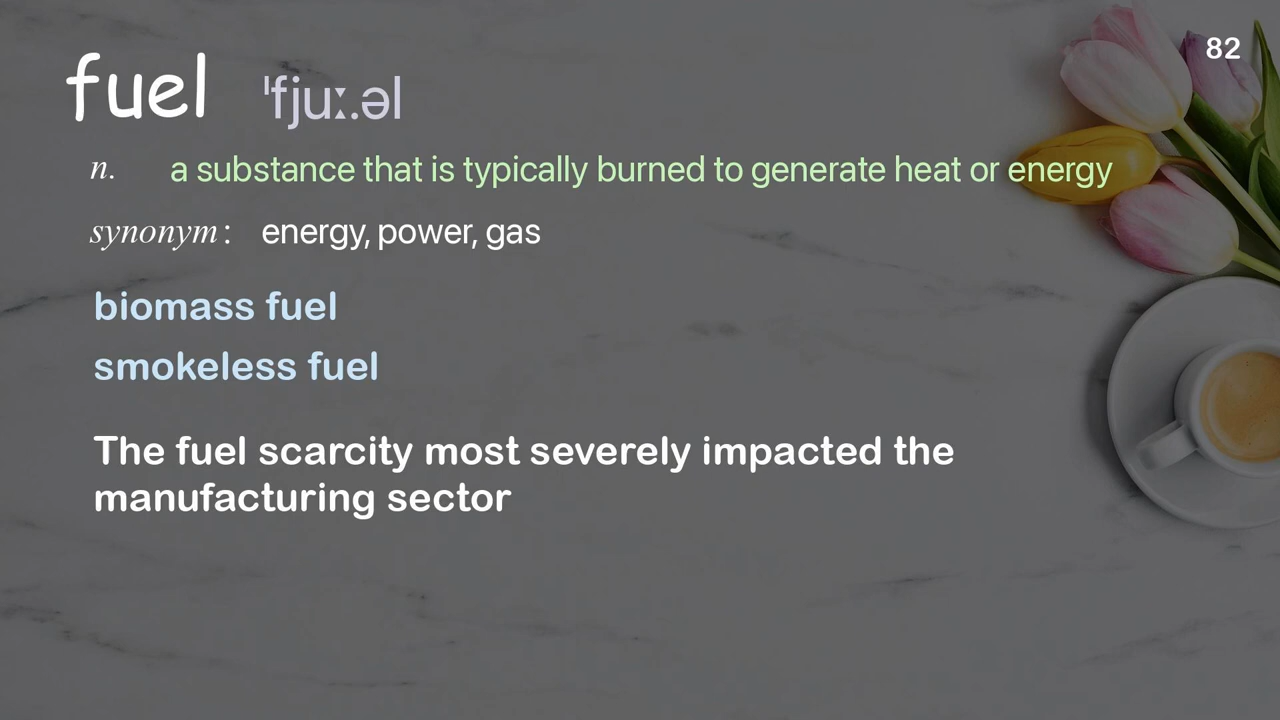 82
fuel ˈfjuː.əl
n. a substance that is typically burned to generate heat or energy
synonym: energy, power, gas
biomass fuel
smokeless fuel
The fuel scarcity most severely impacted the
manufacturing sector